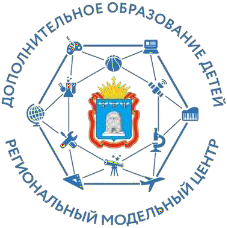 ДОПОЛНИТЕЛЬНОЕ ОБРАЗОВАНИЕ ДЕТЕЙ
РЕГИОНАЛЬНЫЙ МОДЕЛЬНЫЙ ЦЕНТР